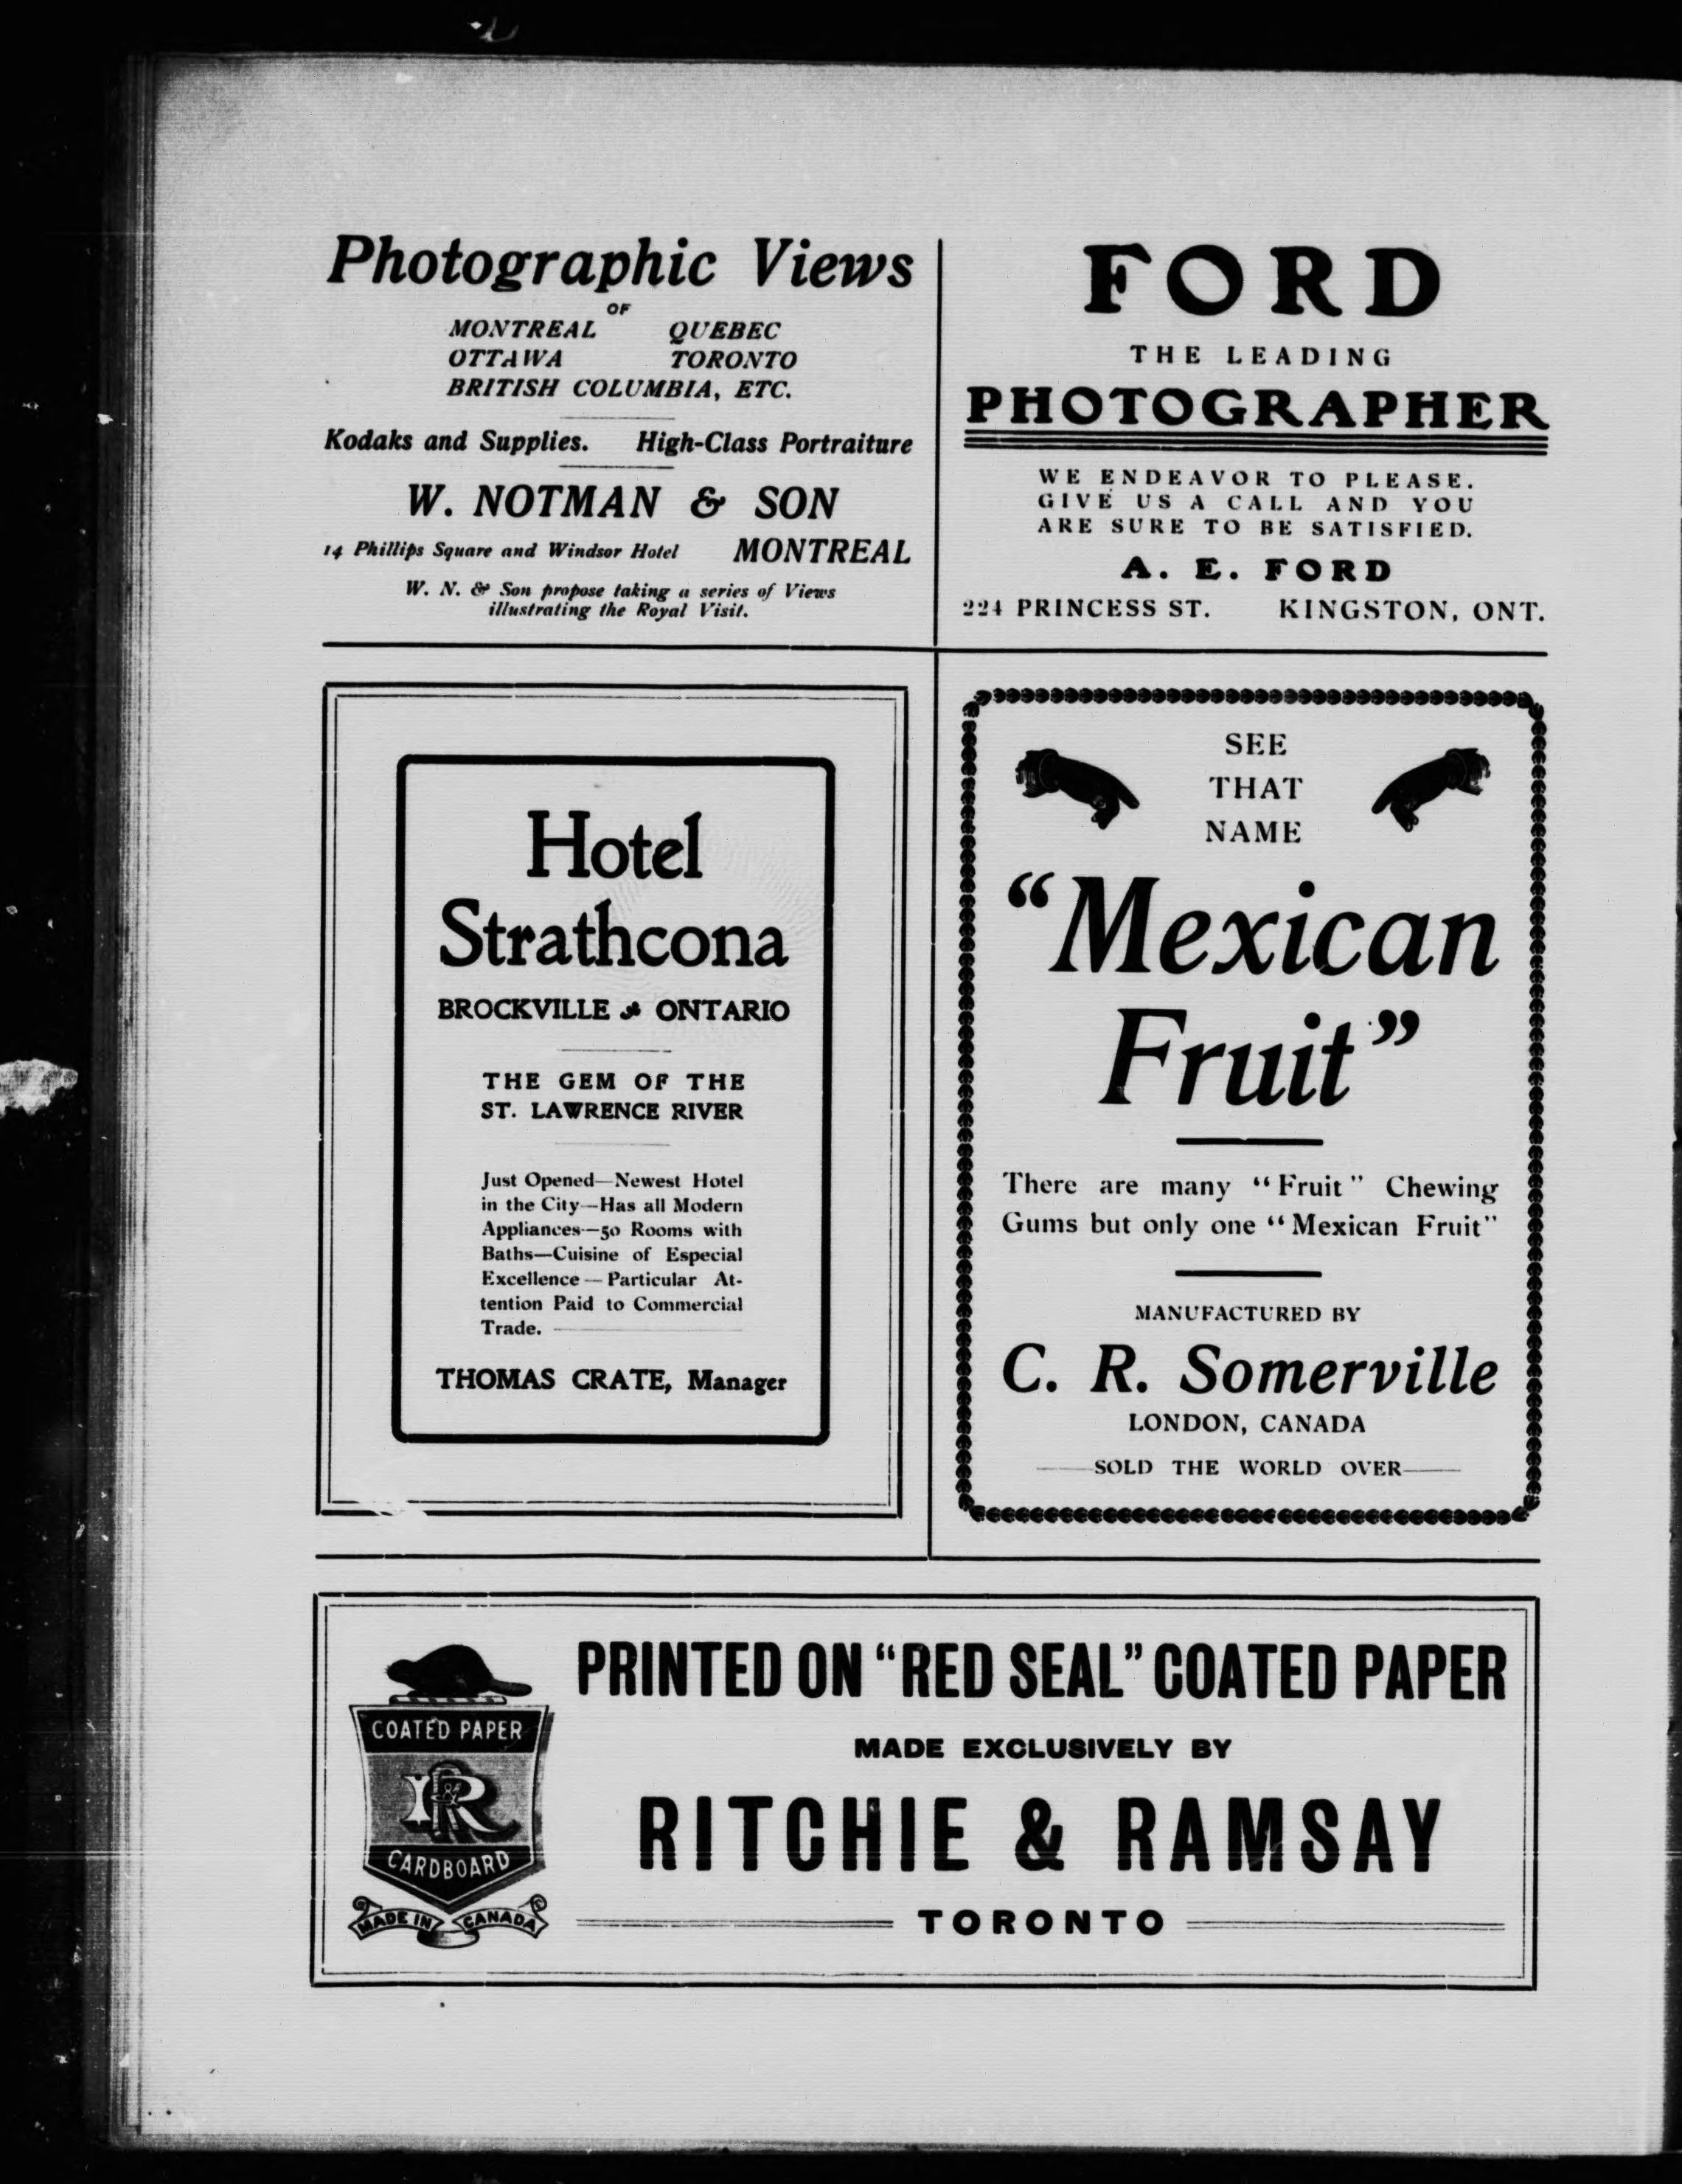 Photographic Views
OF
MONTREAL QUEBEC
OTTAWA TORONTO
BRITISH COLUMBIA, ETC.
Kodaks and Supplies. High-Class Portraiture
W. NOTMAN & SON
14 Phillips Square and Windsor Hotel MONTREAL
W. N. & Son propose taking a series of Views
illustrating the Royal Visit.
FORD
THE LEADING
PHOTOGRAPHER
WE ENDEAVOR TO PLEASE.
GIVE US A CALL AND YOU
ARE SURE TO BE SATISFIED.
A. E. FORD
224 PRINCESS ST. KINGSTON, ONT.
Hotel
Strathcona
BROCKVILLE ONTARIO
THE GEM OF THE
ST. LAWRENCE RIVER
Just Opened—Newest Hotel
in the City—Has all Modern
Appliances—50 Rooms with
Baths—Cuisine of Especial
Excellence—Particular At-
tention Paid to Commercial
Trade.
THOMAS CRATE, Manager
SEE
THAT
NAME
"Mexican
Fruit"
There are many "Fruit" Chewing
Gums but only one "Mexican Fruit"
MANUFACTURED BY
C. R. Somerville
LONDON, CANADA
SOLD THE WORLD OVER
COATED PAPER
R & R
CARDBOARD
MADE IN CANADA
PRINTED ON "RED SEAL" COATED PAPER
MADE EXCLUSIVELY BY
RITCHIE & RAMSAY
TORONTO